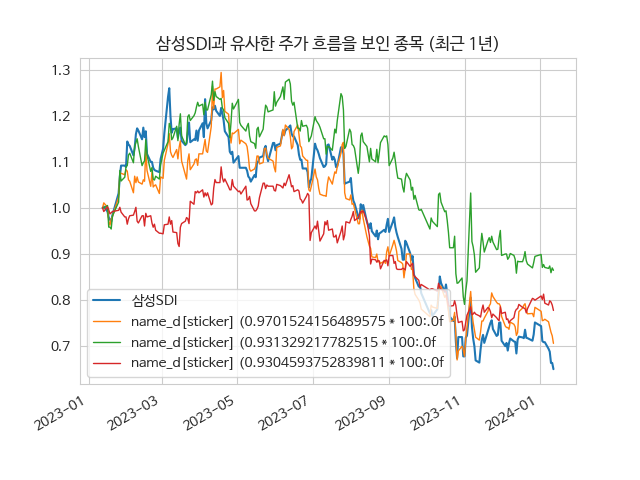 삼성SDI과 유사한 주가 흐름을 보인 종목 (최근 1년)
1.3
1.2
1.1
1.0
0.9
0.8
0.7
삼성SDI
name_d[sticker] (0.9701524156489575 * 100:.0f
name_d[sticker] (0.931329217782515 * 100:.0f
name_d[sticker] (0.9304593752839811 * 100:.0f
2023-01
2023-03
2023-05
2023-07
2023-09
2023-11
2024-01